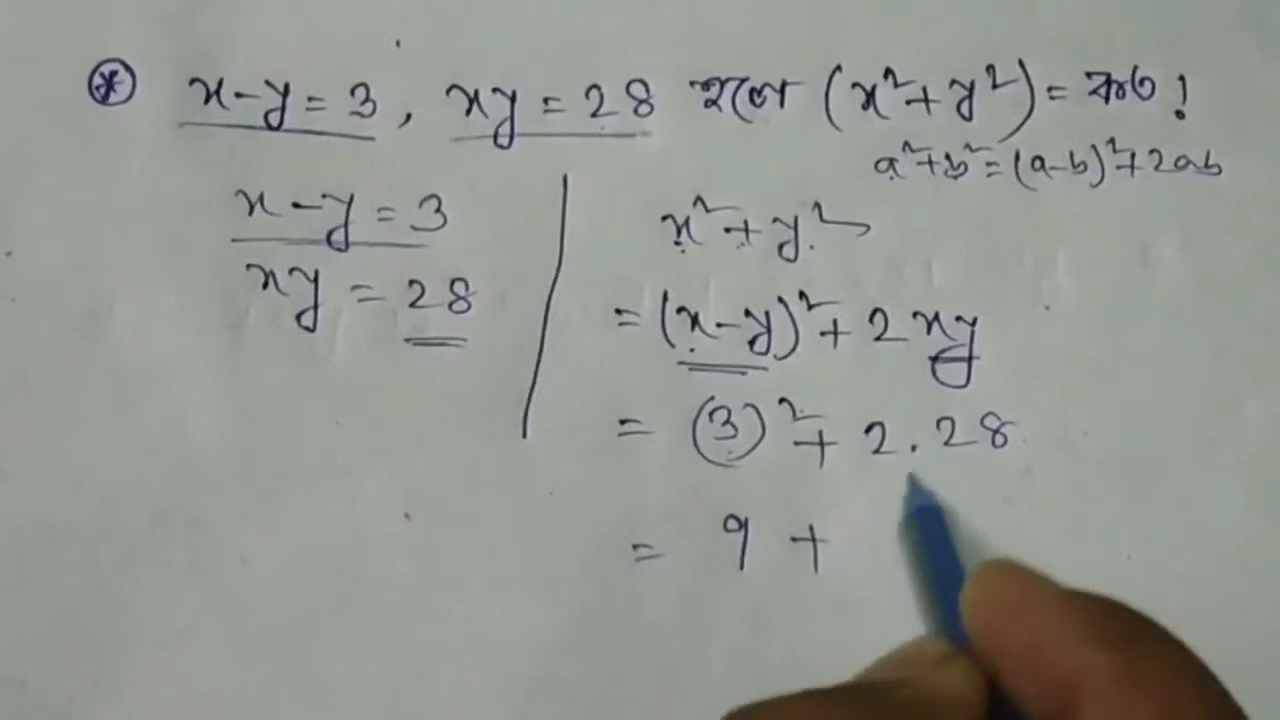 * x-y=3, xy=28 হলে (x²+y²)= কত !
a²+b²=(a-b)²+2ab
x-y=3
xy=28
x²+y²
=(x-y)²+2xy
= (3)²+2.28
= 9 +